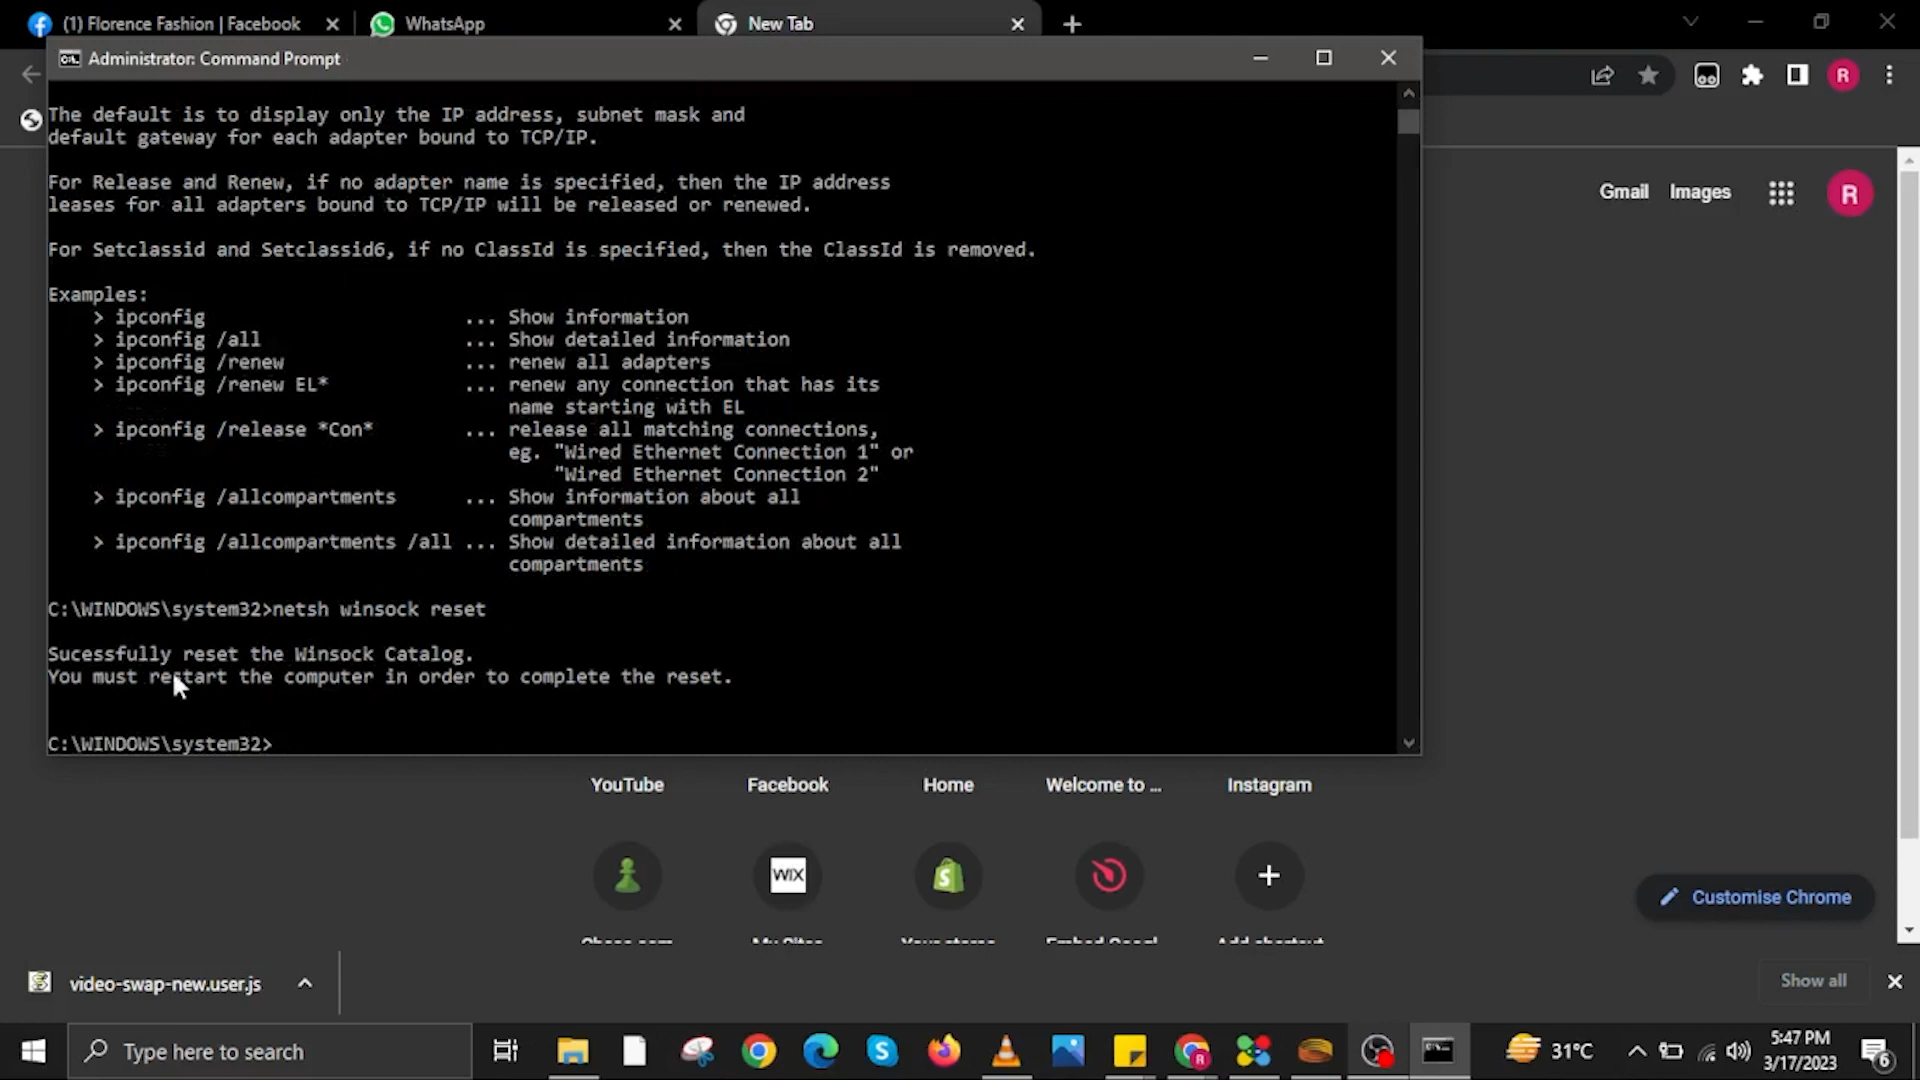 (1) Florence Fashion | Facebook
WhatsApp
New Tab
Administrator: Command Prompt
R
The default is to display only the IP address, subnet mask and
default gateway for each adapter bound to TCP/IP.
For Release and Renew, if no adapter name is specified, then the IP address
leases for all adapters bound to TCP/IP will be released or renewed.
For Setclassid and Setclassid6, if no ClassId is specified, then the ClassId is removed.
Examples:
> ipconfig ... Show information
> ipconfig /all ... Show detailed information
> ipconfig /renew ... renew all adapters
> ipconfig /renew EL* ... renew any connection that has its
name starting with EL
> ipconfig /release *Con* ... release all matching connections,
eg. "Wired Ethernet Connection 1" or
"Wired Ethernet Connection 2"
> ipconfig /allcompartments ... Show information about all
compartments
> ipconfig /allcompartments /all ... Show detailed information about all
compartments
C:\WINDOWS\system32>netsh winsock reset
Sucessfully reset the Winsock Catalog.
You must restart the computer in order to complete the reset.
C:\WINDOWS\system32>
Gmail Images R
YouTube Facebook Home Welcome to ... Instagram
WIX
Customise Chrome
video-swap-new.user.js
Show all
Type here to search
31°C
5:47 PM
3/17/2023
6